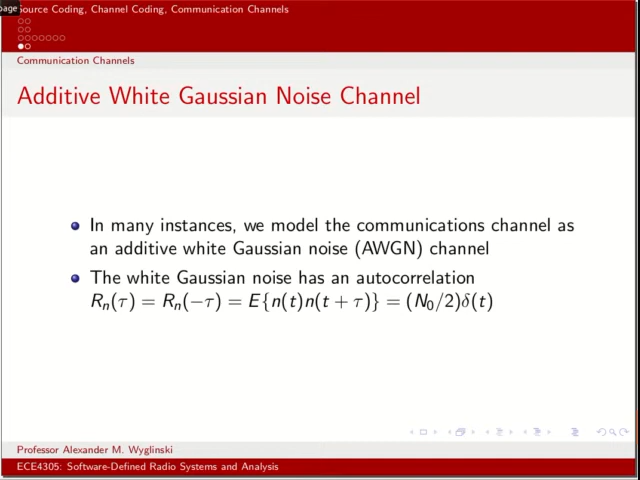 page
Source Coding, Channel Coding, Communication Channels
Communication Channels
Additive White Gaussian Noise Channel
In many instances, we model the communications channel as
an additive white Gaussian noise (AWGN) channel
The white Gaussian noise has an autocorrelation
Rₙ(τ) = Rₙ(−τ) = E{n(t)n(t + τ)} = (N₀/2)δ(t)
Professor Alexander M. Wyglinski
ECE4305: Software-Defined Radio Systems and Analysis